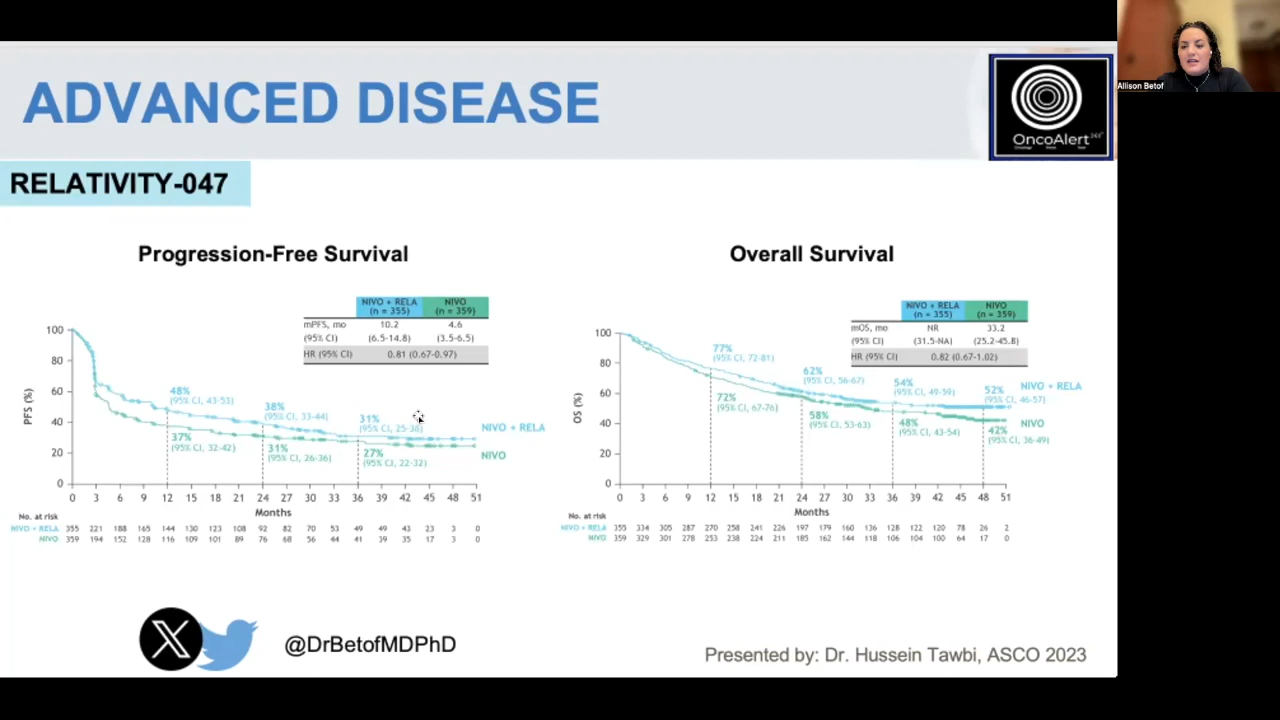 Allison Betof
ADVANCED DISEASE
OncoAlert
RELATIVITY-047
Progression-Free Survival
NIVO + RELA (n = 355) NIVO (n = 359)
mPFS, mo 10.2 4.6
(95% CI) (6.5-14.8) (3.5-6.5)
HR (95% CI) 0.81 (0.67-0.97)
PFS (%)
100
80
60
40
20
0
48%
(95% CI, 43-53)
38%
(95% CI, 33-44)
31%
(95% CI, 25-36)
NIVO + RELA
37%
(95% CI, 32-42)
31%
(95% CI, 26-36)
27%
(95% CI, 22-32)
NIVO
0 3 6 9 12 15 18 21 24 27 30 33 36 39 42 45 48 51
Months
No. at risk
NIVO + RELA 355 221 188 165 144 130 123 108 92 82 70 53 49 49 43 23 3 0
NIVO 359 194 152 128 116 109 101 89 76 68 56 44 41 39 35 17 3 0
Overall Survival
NIVO + RELA (n = 355) NIVO (n = 359)
mOS, mo NR 33.2
(95% CI) (31.5-NA) (25.2-45.8)
HR (95% CI) 0.82 (0.67-1.02)
OS (%)
100
80
60
40
20
0
77%
(95% CI, 72-81)
62%
(95% CI, 56-67)
54%
(95% CI, 49-59)
52%
(95% CI, 46-57)
NIVO + RELA
72%
(95% CI, 67-76)
58%
(95% CI, 53-63)
48%
(95% CI, 43-54)
42%
(95% CI, 36-49)
NIVO
0 3 6 9 12 15 18 21 24 27 30 33 36 39 42 45 48 51
Months
No. at risk
NIVO + RELA 355 334 305 287 270 258 241 226 197 179 160 136 128 122 120 78 26 2
NIVO 359 329 301 278 253 238 224 211 185 162 144 118 106 104 100 64 17 0
X
@DrBetofMDPhD
Presented by: Dr. Hussein Tawbi, ASCO 2023